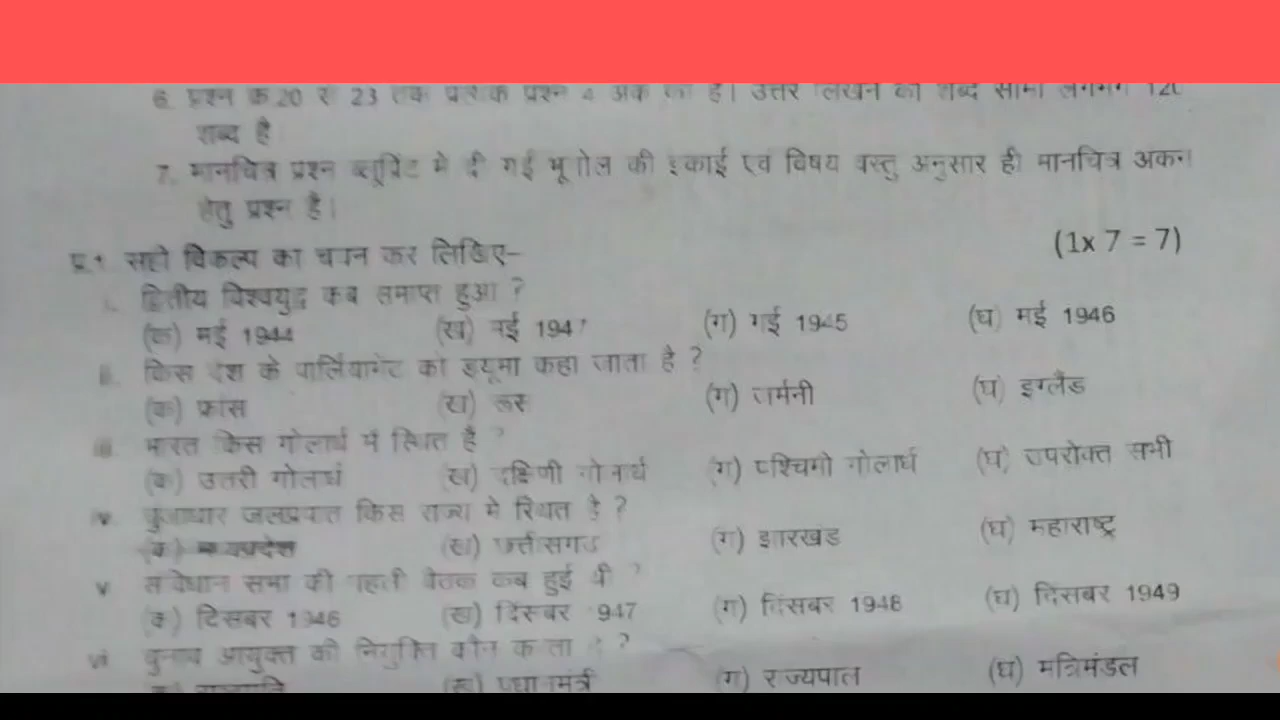 6. प्रश्न क्र 20 से 23 तक प्रत्येक प्रश्न 4 अंक का है। उत्तर लिखने की शब्द सीमा लगभग 120
शब्द है
7. मानचित्र प्रश्न ब्लूप्रिंट मे दी गई भूगोल की इकाई एवं विषय वस्तु अनुसार ही मानचित्र अंकन
हेतु प्रश्न है।
प्र.1 सही विकल्प का चयन कर लिखिए- (1x 7 = 7)
i. द्वितीय विश्वयुद्ध कब समाप्त हुआ ?
(क) मई 1944 (ख) मई 1947 (ग) मई 1945 (घ) मई 1946
ii. किस देश के पार्लियामेंट को ड्यूमा कहा जाता है ?
(क) फ्रांस (ख) रूस (ग) जर्मनी (घ) इग्लैंड
iii. भारत किस गोलार्ध में स्थित है ?
(क) उत्तरी गोलार्ध (ख) दक्षिणी गोलार्ध (ग) पश्चिमी गोलार्ध (घ) उपरोक्त सभी
iv. धुआंधार जलप्रपात किस राज्य मे स्थित है ?
(क) मध्यप्रदेश (ख) छत्तीसगढ (ग) झारखंड (घ) महाराष्ट्र
v संविधान सभा की पहली बैठक कब हुई थी ?
(क) दिसंबर 1946 (ख) दिसंबर 1947 (ग) दिसंबर 1948 (घ) दिसंबर 1949
vi चुनाव आयुक्त की नियुक्ति कौन करता है ?
(ख) प्रधानमंत्री (ग) राज्यपाल (घ) मंत्रिमंडल